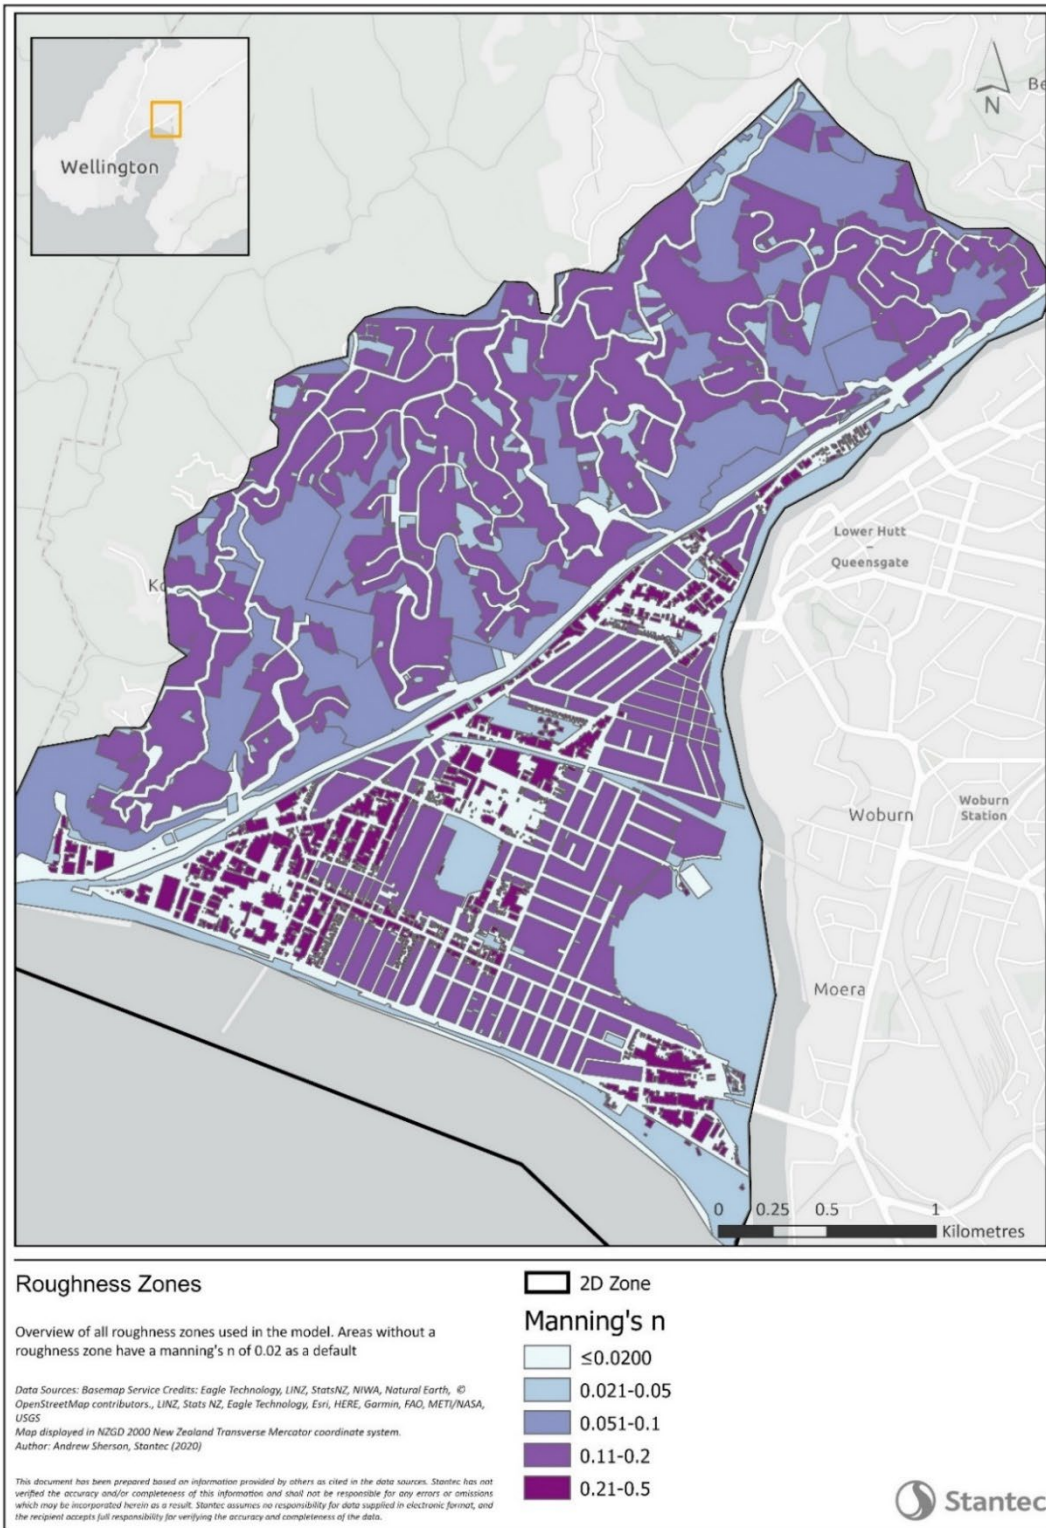 Wellington
N
Be
Ko
Lower Hutt
–
Queensgate
Woburn
Woburn
Station
Moera
0 0.25 0.5 1
Kilometres
Roughness Zones
Overview of all roughness zones used in the model. Areas without a
roughness zone have a manning's n of 0.02 as a default
Data Sources: Basemap Service Credits: Eagle Technology, LINZ, StatsNZ, NIWA, Natural Earth, ©
OpenStreetMap contributors., LINZ, Stats NZ, Eagle Technology, Esri, HERE, Garmin, FAO, METI/NASA,
USGS
Map displayed in NZGD 2000 New Zealand Transverse Mercator coordinate system.
Author: Andrew Sherson, Stantec (2020)
This document has been prepared based on information provided by others as cited in the data sources. Stantec has not
verified the accuracy and/or completeness of this information and shall not be responsible for any errors or omissions
which may be incorporated herein as a result. Stantec assumes no responsibility for data supplied in electronic format, and
the recipient accepts full responsibility for verifying the accuracy and completeness of the data.
2D Zone
Manning's n
≤0.0200
0.021-0.05
0.051-0.1
0.11-0.2
0.21-0.5
Stantec